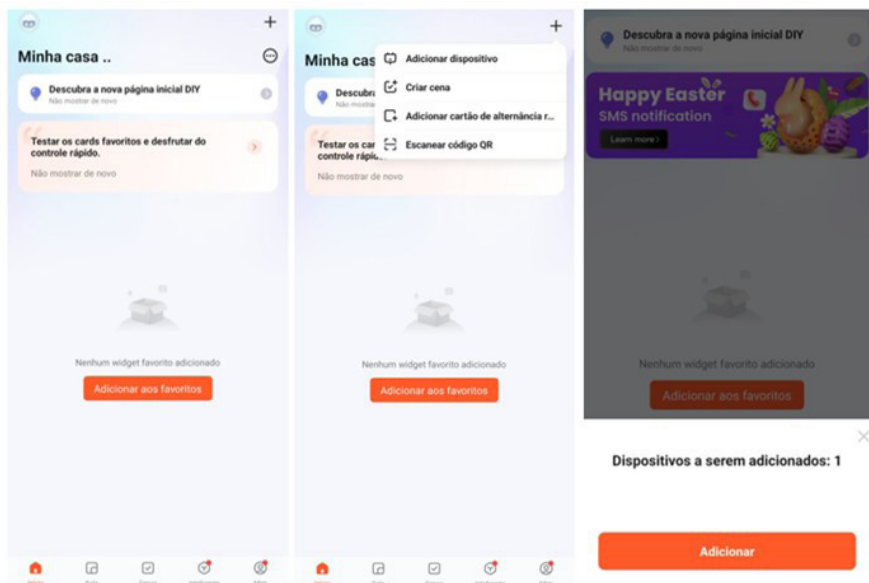 Minha casa ..
Descubra a nova página inicial DIY
Não mostrar de novo
Testar os cards favoritos e desfrutar do
controle rápido.
Não mostrar de novo
Nenhum widget favorito adicionado
Adicionar aos favoritos
Minha cas
Adicionar dispositivo
Criar cena
Adicionar cartão de alternância r...
Escanear código QR
Descubra
Não mostrar
Testar os car
controle rápido.
Não mostrar de novo
Nenhum widget favorito adicionado
Adicionar aos favoritos
Descubra a nova página inicial DIY
Não mostrar de novo
Happy Easter
SMS notification
Learn more >
Nenhum widget favorito adicionado
Adicionar aos favoritos
Dispositivos a serem adicionados: 1
Adicionar